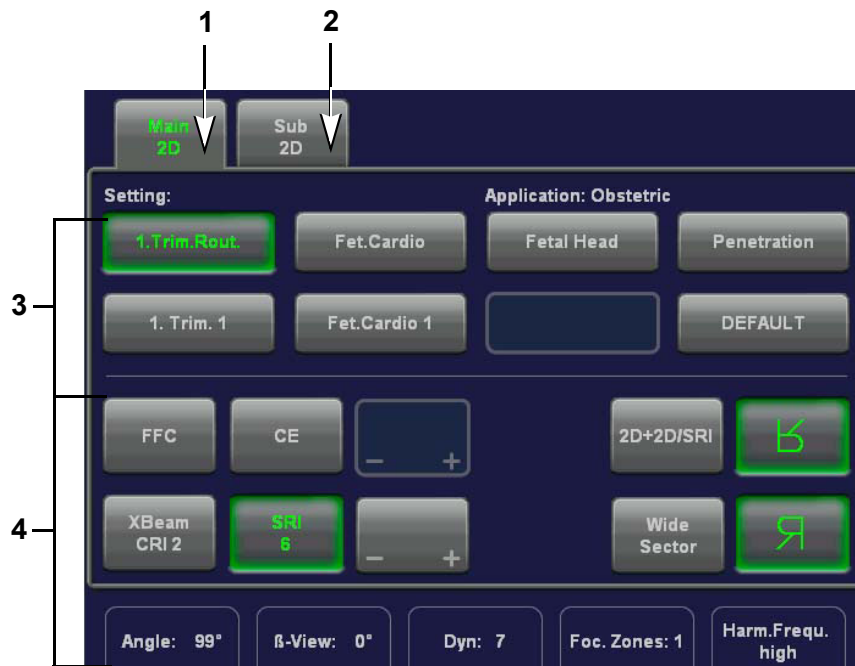 1 2
Main Sub
2D 2D
Setting: Application: Obstetric
1.Trim.Rout. Fet.Cardio Fetal Head Penetration
3
1. Trim. 1 Fet.Cardio 1 DEFAULT
FFC CE 2D+2D/SRI R
− +
XBeam SRI Wide R
CRI 2 6 Sector
− +
4
Angle: 99° ß-View: 0° Dyn: 7 Foc. Zones: 1 Harm.Frequ.
high